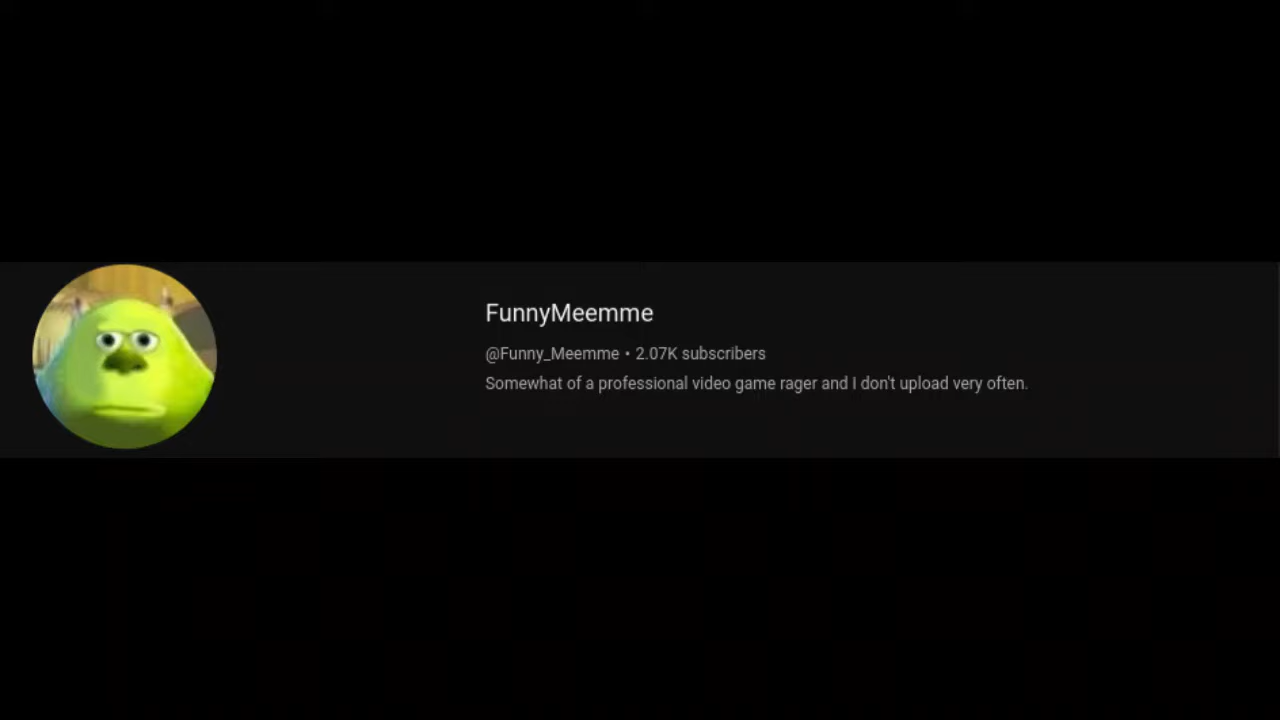 FunnyMeemme
@Funny_Meemme • 2.07K subscribers
Somewhat of a professional video game rager and I don't upload very often.